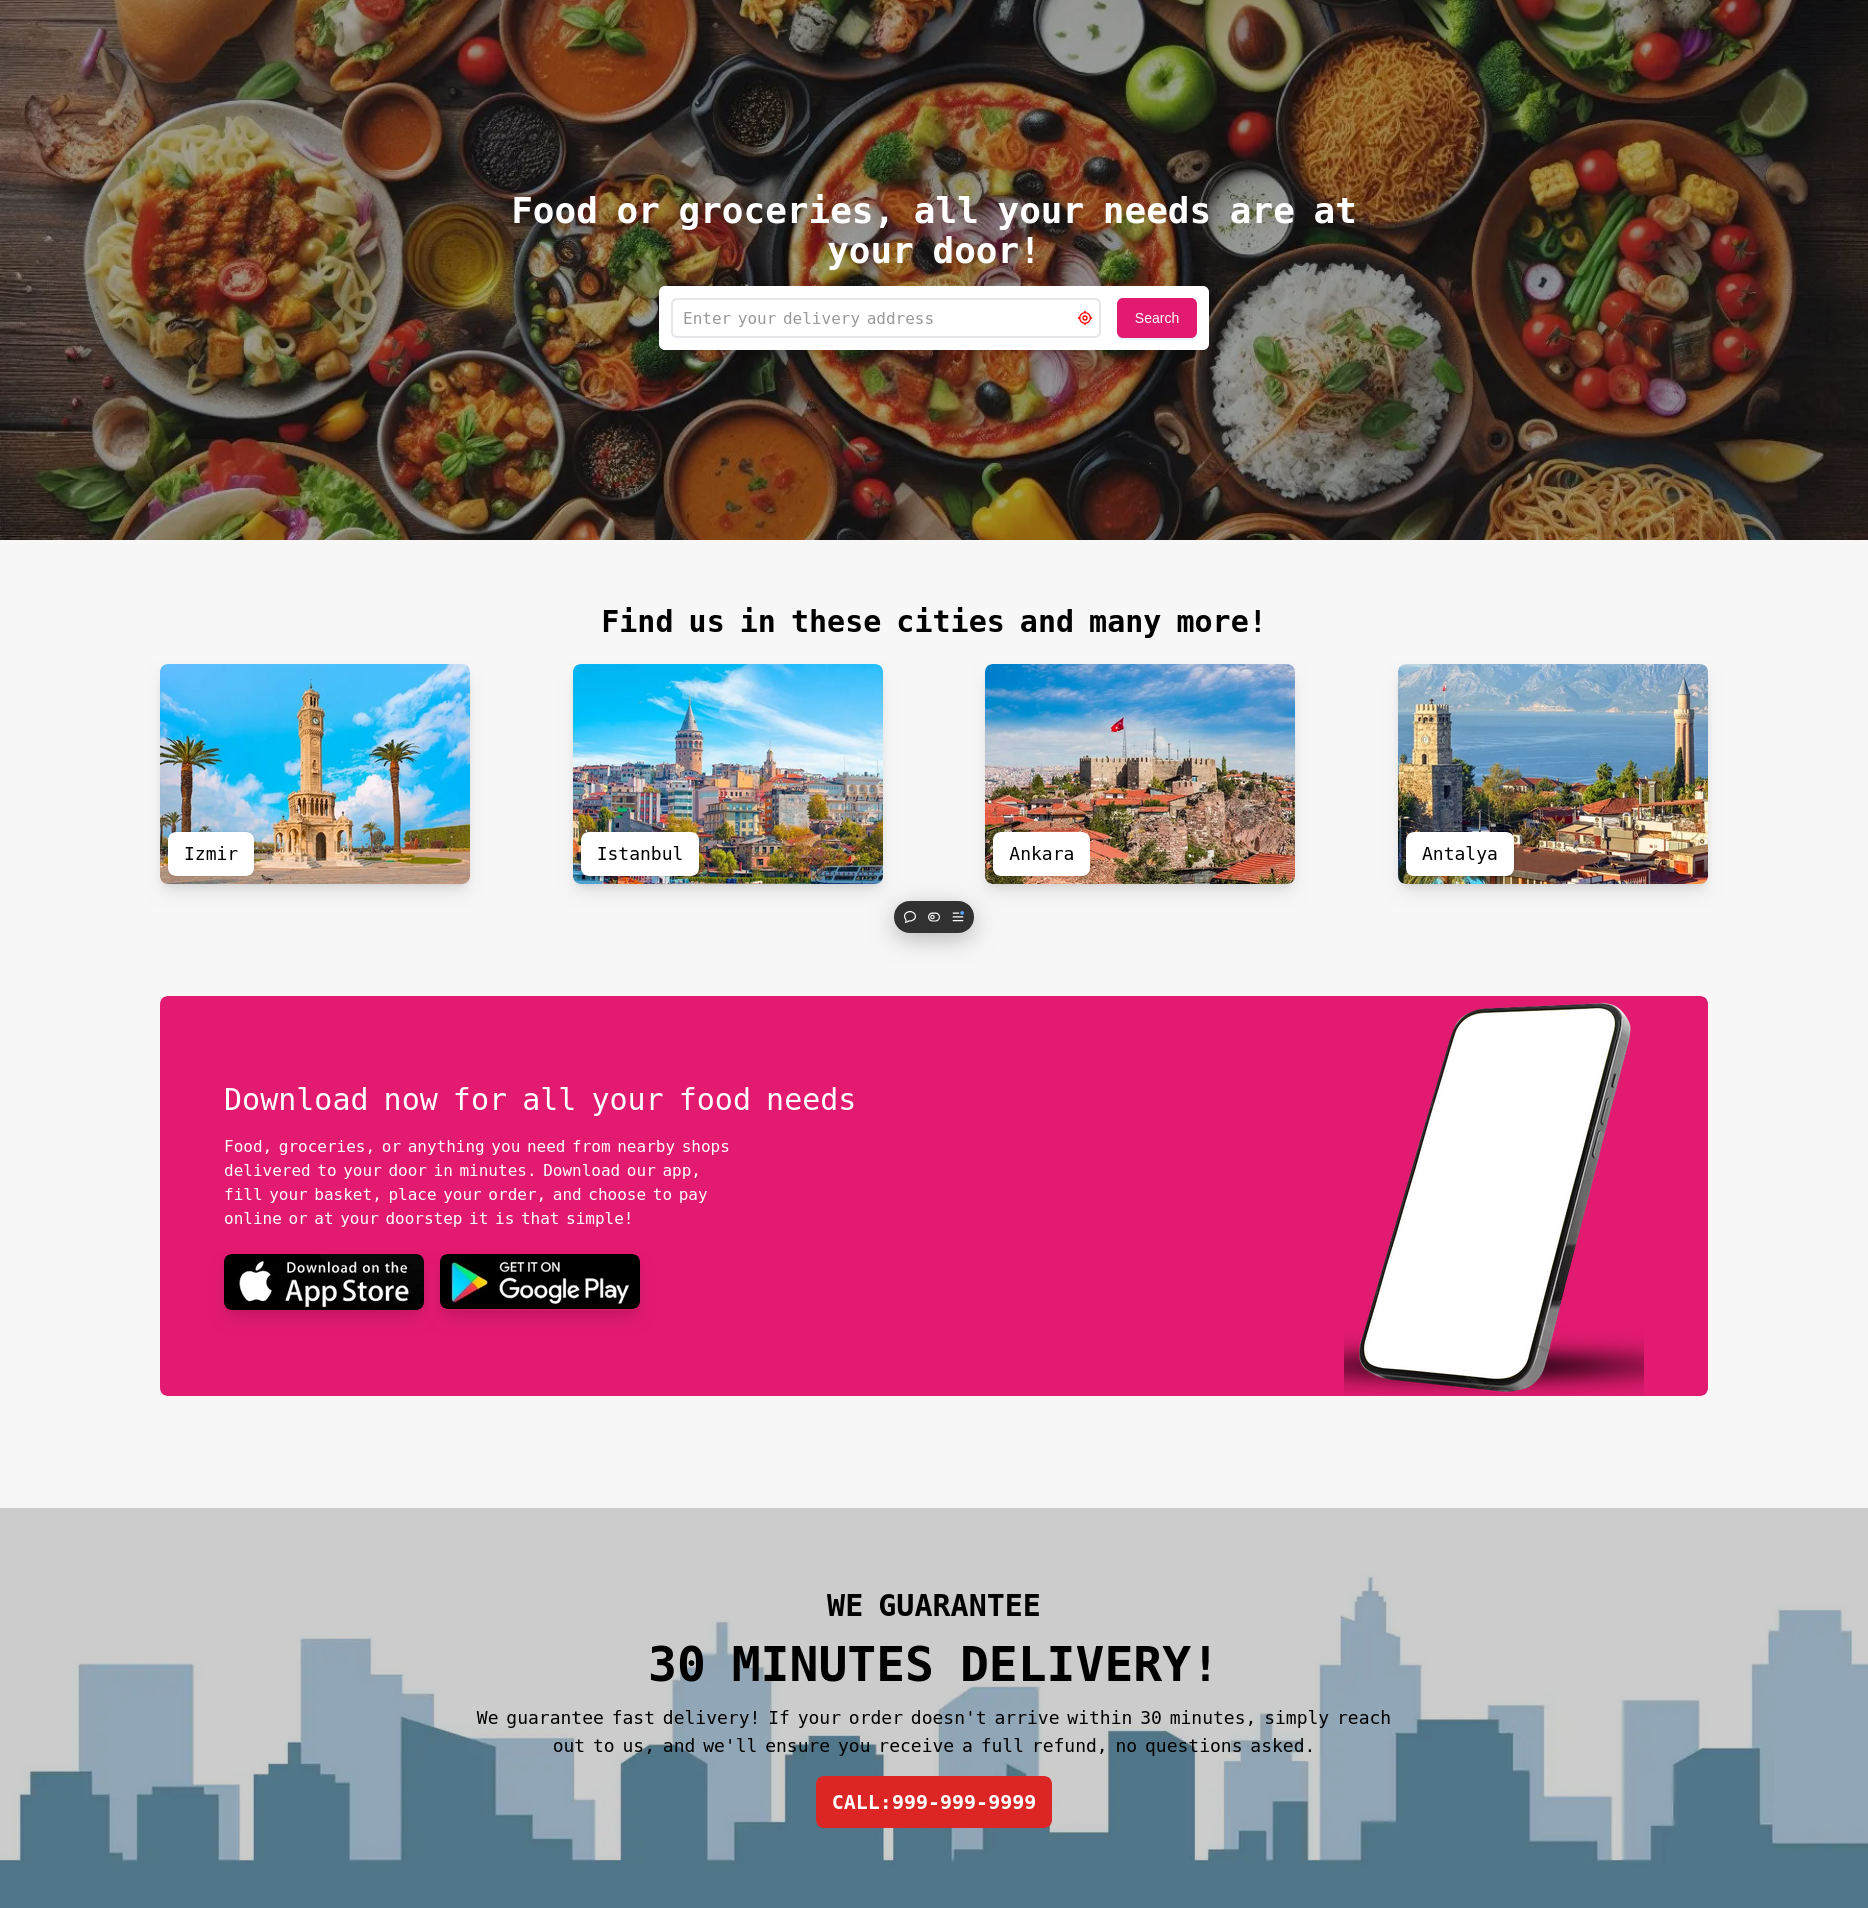 Food or groceries, all your needs are at
your door!
Enter your delivery address
Search
Find us in these cities and many more!
Izmir
Istanbul
Ankara
Antalya
Download now for all your food needs
Food, groceries, or anything you need from nearby shops
delivered to your door in minutes. Download our app,
fill your basket, place your order, and choose to pay
online or at your doorstep it is that simple!
Download on the
App Store
GET IT ON
Google Play
WE GUARANTEE
30 MINUTES DELIVERY!
We guarantee fast delivery! If your order doesn't arrive within 30 minutes, simply reach
out to us, and we'll ensure you receive a full refund, no questions asked.
CALL:999-999-9999